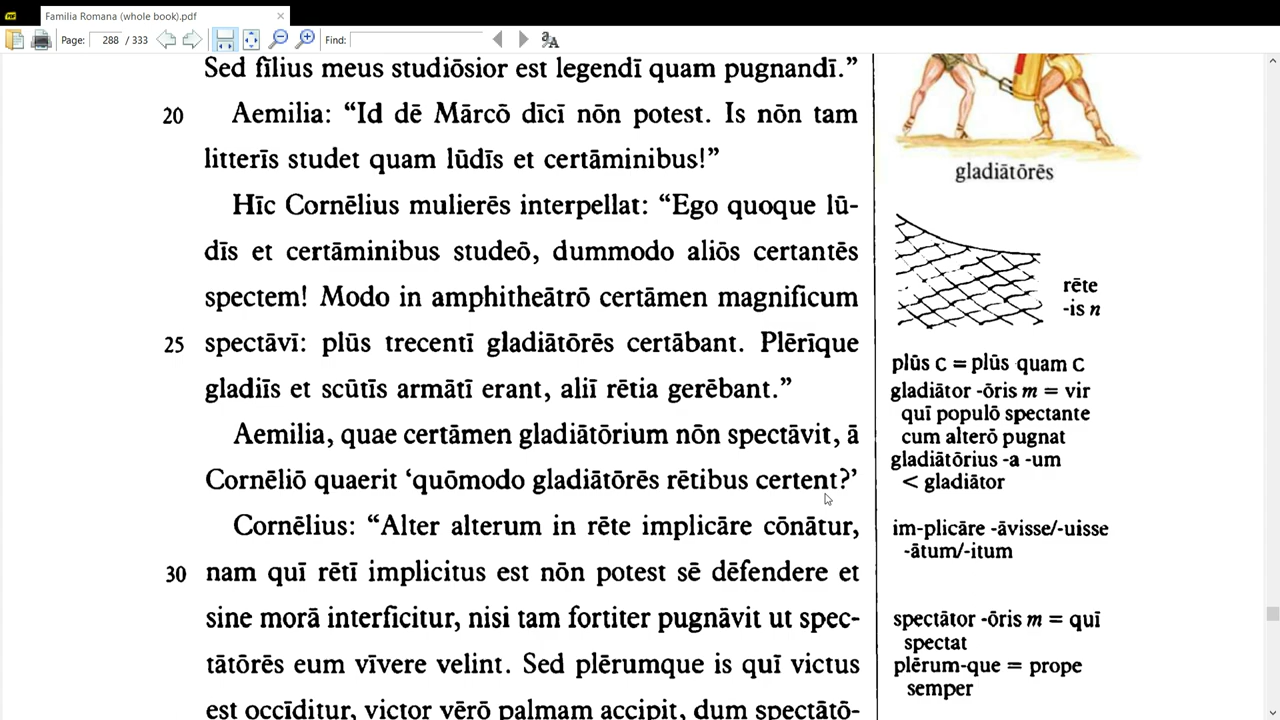 Familia Romana (whole book).pdf
Page: 288 / 333 Find:
Sed fīlius meus studiōsior est legendī quam pugnandī.”
20 Aemilia: “Id dē Mārcō dīcī nōn potest. Is nōn tam
litterīs studet quam lūdīs et certāminibus!”
Hīc Cornēlius mulierēs interpellat: “Ego quoque lū-
dīs et certāminibus studeō, dummodo aliōs certantēs
spectem! Modo in amphitheātrō certāmen magnificum
25 spectāvī: plūs trecentī gladiātōrēs certābant. Plērīque
gladiīs et scūtīs armātī erant, aliī rētia gerēbant.”
Aemilia, quae certāmen gladiātōrium nōn spectāvit, ā
Cornēliō quaerit ‘quōmodo gladiātōrēs rētibus certent?’
Cornēlius: “Alter alterum in rēte implicāre cōnātur,
30 nam quī rētī implicitus est nōn potest sē dēfendere et
sine morā interficitur, nisi tam fortiter pugnāvit ut spec-
tātōrēs eum vīvere velint. Sed plērumque is quī victus
est occīditur, victor vērō palmam accipit, dum spectātō-
gladiātōrēs
rēte
-is n
plūs C = plūs quam C
gladiātor -ōris m = vir
quī populō spectante
cum alterō pugnat
gladiātōrius -a -um
< gladiātor
im-plicāre -āvisse/-uisse
-ātum/-itum
spectātor -ōris m = quī
spectat
plērum-que = prope
semper